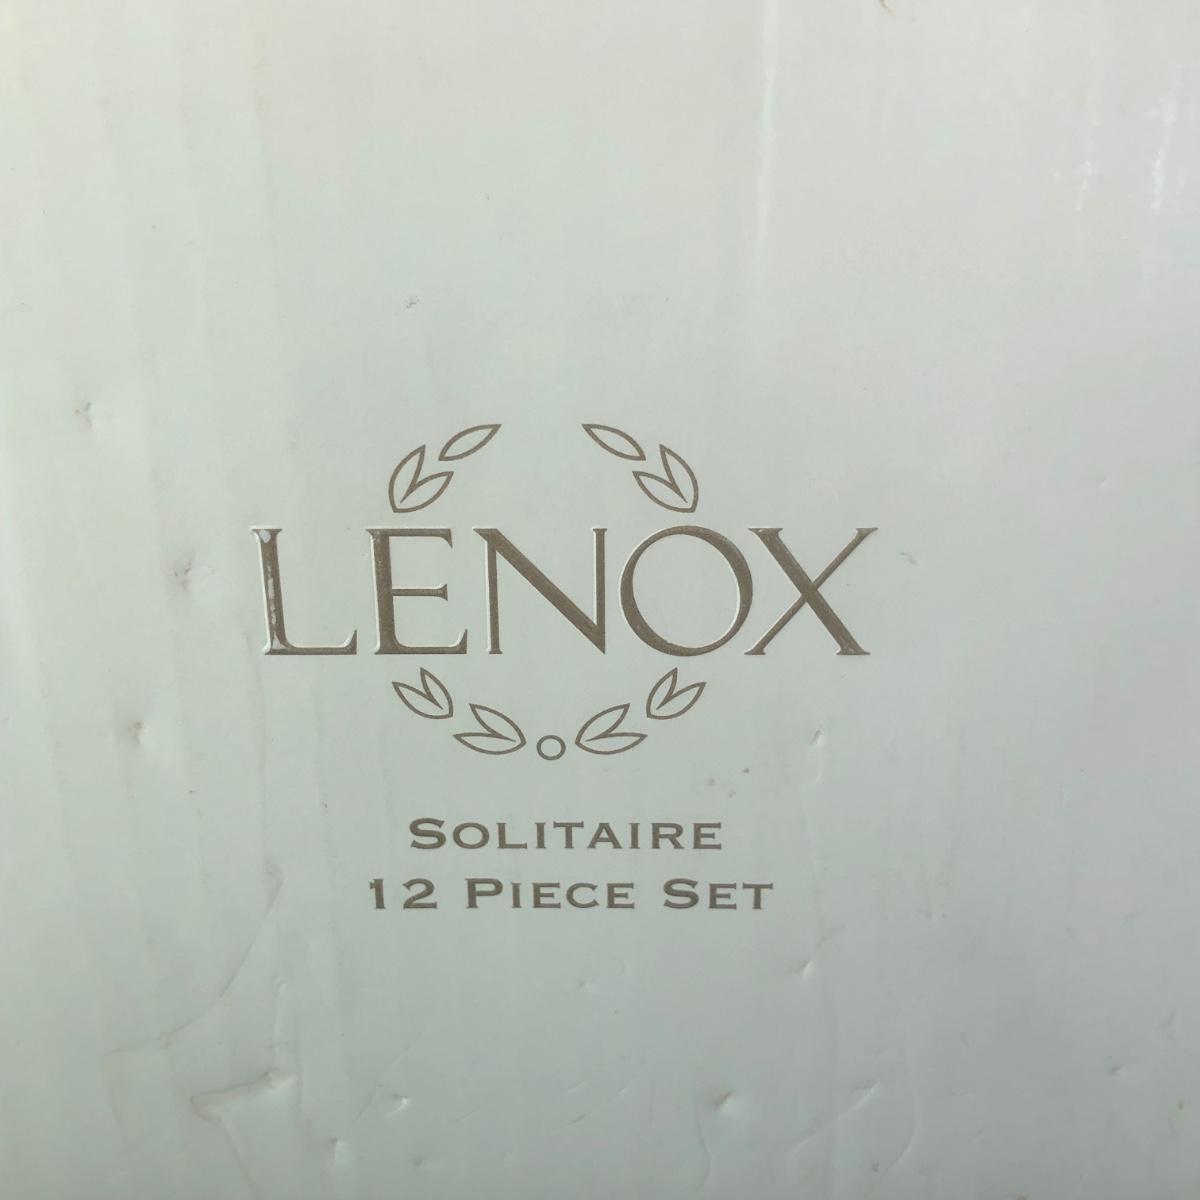 LENOX
SOLITAIRE
12 PIECE SET